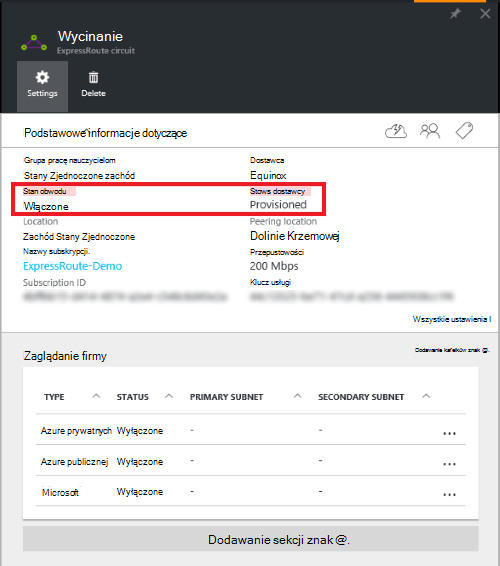 Wycinanie
ExpressRoute circuit
Settings
Delete
Podstawowe"informacje dotyczące
Grupa pracę nauczycielom
Dostawca
Stany Zjednoczone zachód
Equinox
Stan obwodu
Stows dostawcy
Włączone
Provisioned
Location
Peering location
Zachód Stany Zjednoczone
Dolinie Krzemowej
Nazwy subskrypcji.
Przepustowości
ExpressRoute-Demo
200 Mbps
Subscription ID
Klucz usługi
Wszystkie ustawienia l
Zaglądanie firmy
Dodawanie kafelków znak @.
TYPE
STATUS
PRIMARY SUBNET
SECONDARY SUBNET
Azure prywatnych Wyłączone - - ...
Azure publicznej Wyłączone - - ...
Microsoft Wyłączone - - ...
Dodawanie sekcji znak @.